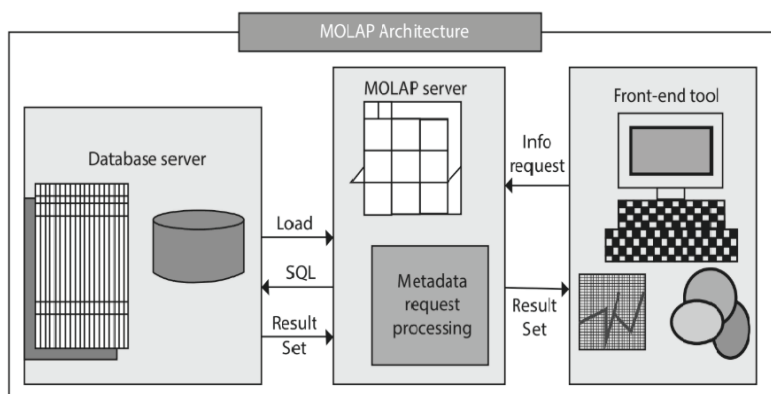 MOLAP Architecture
Database server
Load
SQL
Result
Set
MOLAP server
Metadata
request
processing
Info
request
Result
Set
Front-end tool